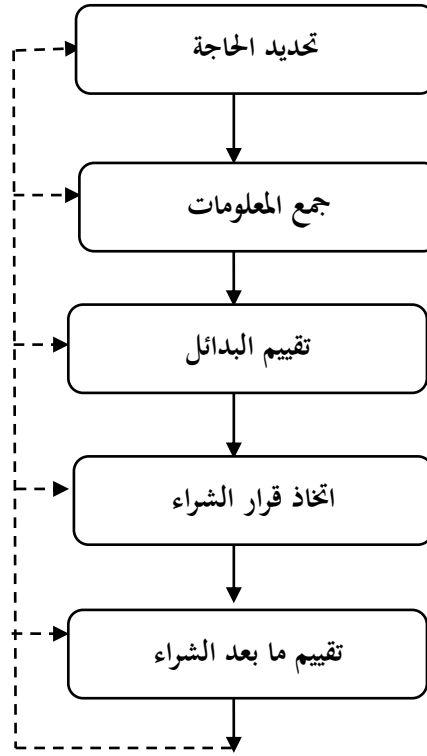 تحديد الحاجة
جمع المعلومات
تقييم البدائل
اتخاذ قرار الشراء
تقييم ما بعد الشراء